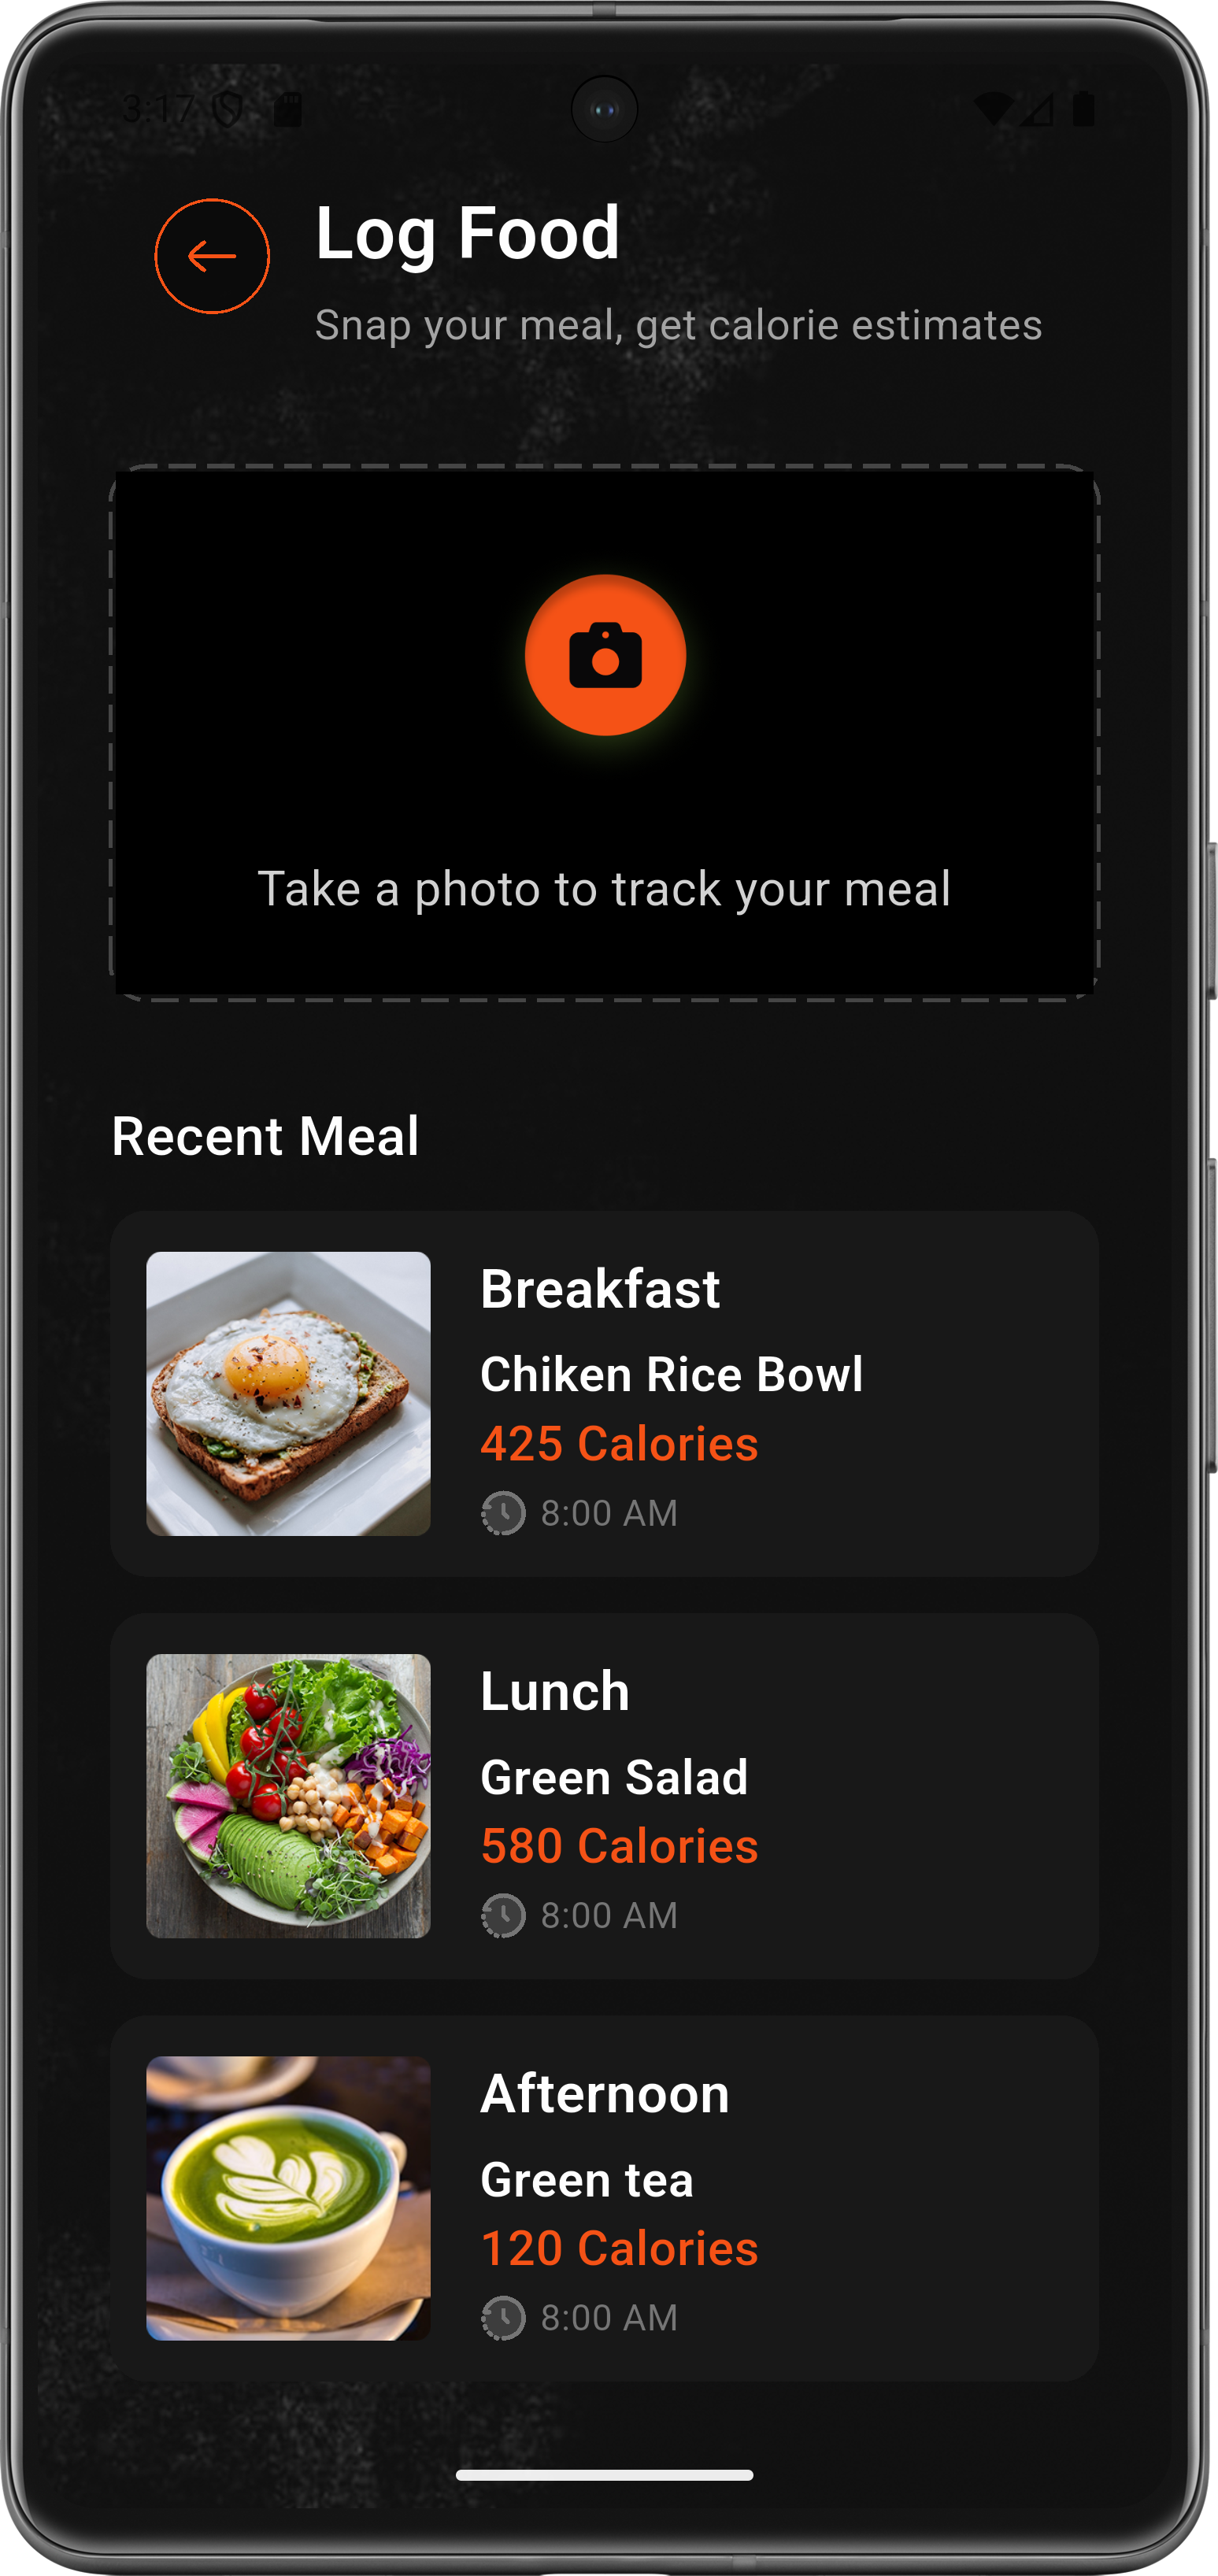 3:17
Log Food
Snap your meal, get calorie estimates
Take a photo to track your meal
Recent Meal
Breakfast
Chiken Rice Bowl
425 Calories
8:00 AM
Lunch
Green Salad
580 Calories
8:00 AM
Afternoon
Green tea
120 Calories
8:00 AM